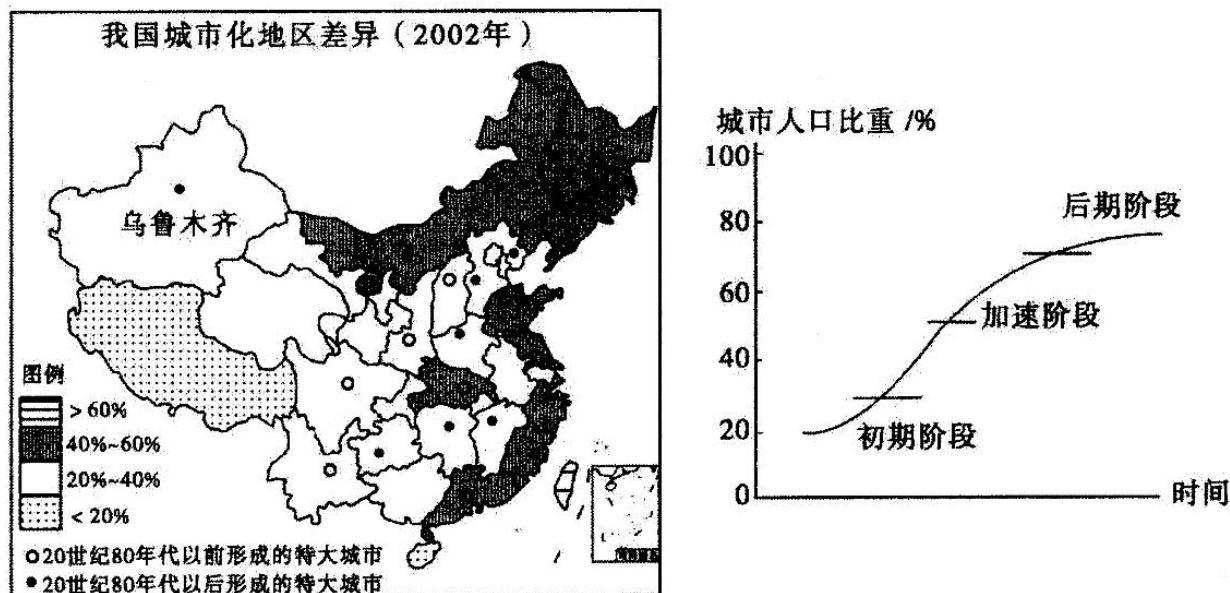 我国城市化地区差异（2002年）
乌鲁木齐
图例
> 60%
40%~60%
20%~40%
< 20%
20世纪80年代以前形成的特大城市
20世纪80年代以后形成的特大城市
城市人口比重 /%
100
80
60
40
20
0
后期阶段
加速阶段
初期阶段
时间